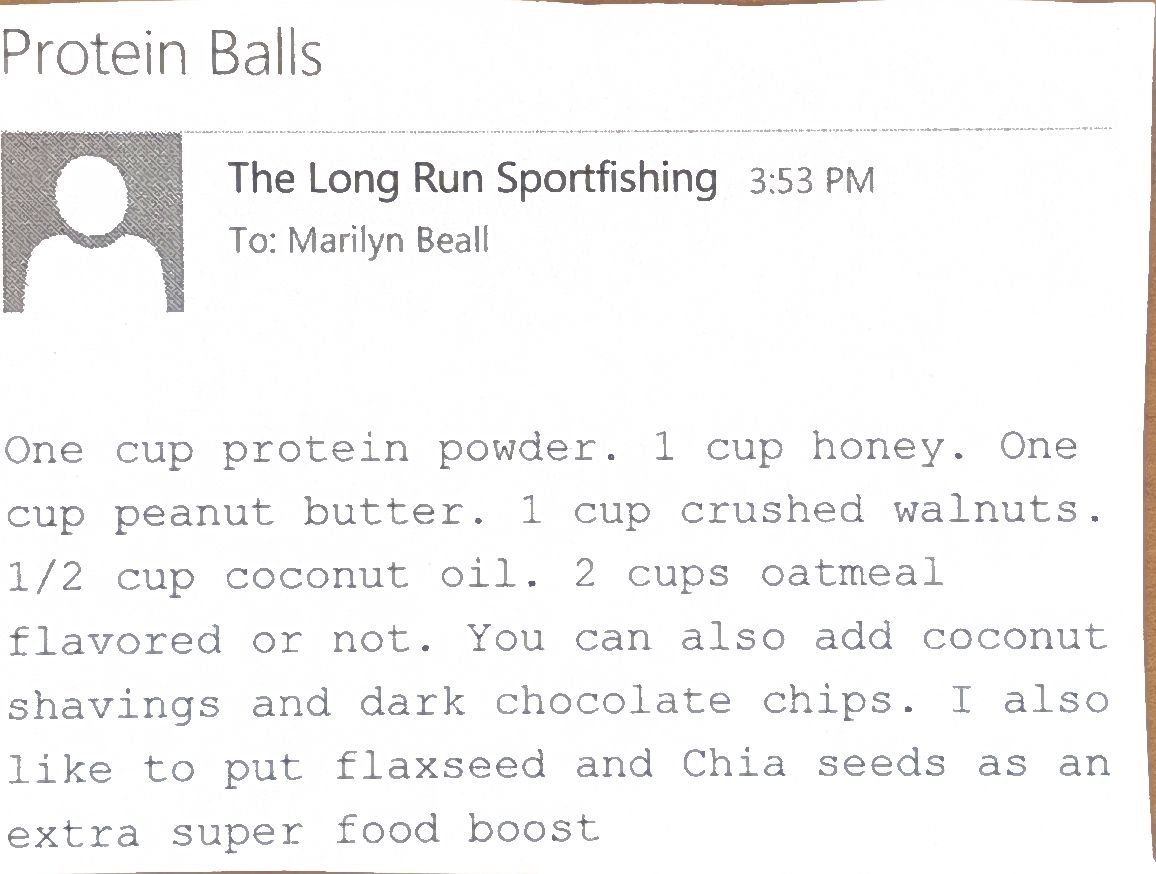 Protein Balls
The Long Run Sportfishing 3:53 PM
To: Marilyn Beall
One cup protein powder. 1 cup honey. One
cup peanut butter. 1 cup crushed walnuts.
1/2 cup coconut oil. 2 cups oatmeal
flavored or not. You can also add coconut
shavings and dark chocolate chips. I also
like to put flaxseed and Chia seeds as an
extra super food boost